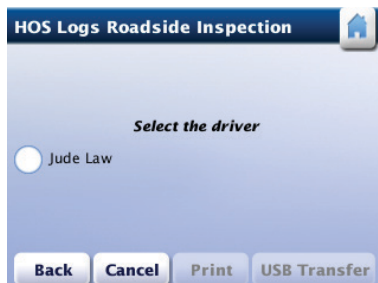 HOS Logs Roadside Inspection
Select the driver
Jude Law
Back Cancel Print USB Transfer